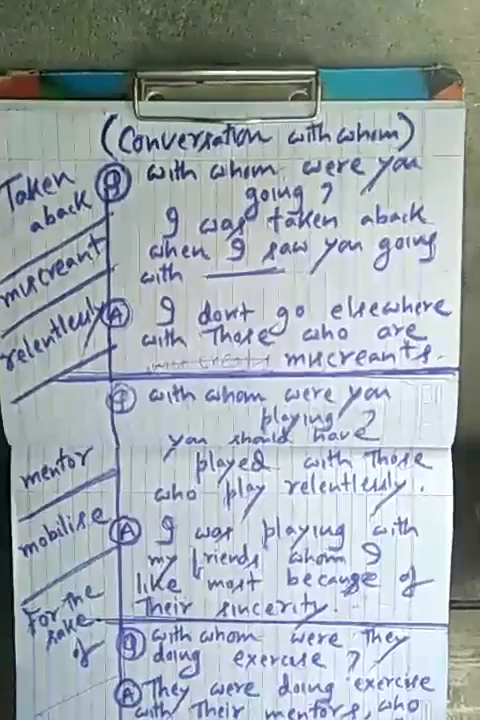 (Conversation with whom)
Taken aback
Q with whom were you
going?
I was taken aback
when I saw you going
with ______
miscreant
relentlessly
A I dont go elsewhere
with those who are
miscreants.
Q with whom were you
playing?
you should have
played with those
who play relentlessly.
mentor
mobilise
A I was playing with
my friends whom I
like most because of
their sincerity.
For the
sake
of
Q with whom were they
doing exercise?
A They were doing exercise
with their mentors, who